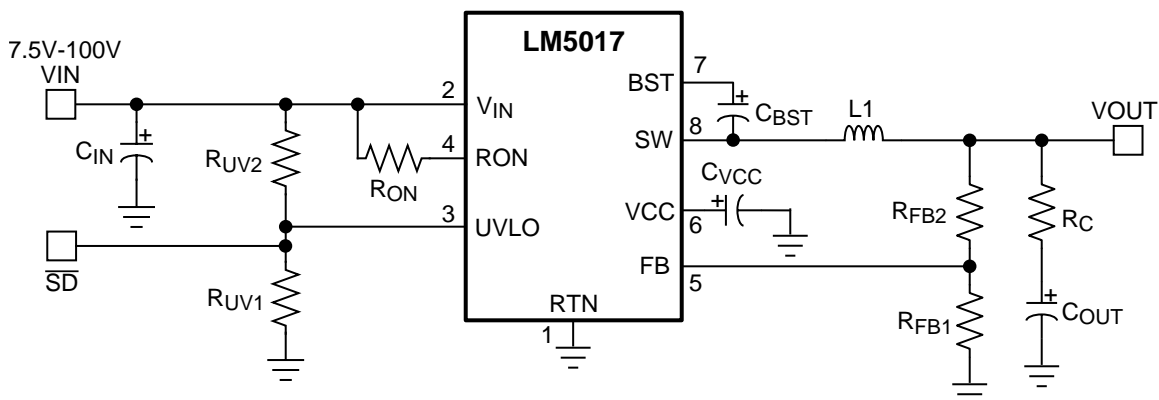 LM5017
7.5V-100V
VIN
7
BST
2
VIN
CBST
L1
VOUT
8
SW
CIN
RUV2
4
RON
RON
CVCC
VCC
6
RFB2
RC
3
UVLO
SD
FB
5
RUV1
RTN
1
RFB1
COUT
+
+
+
+